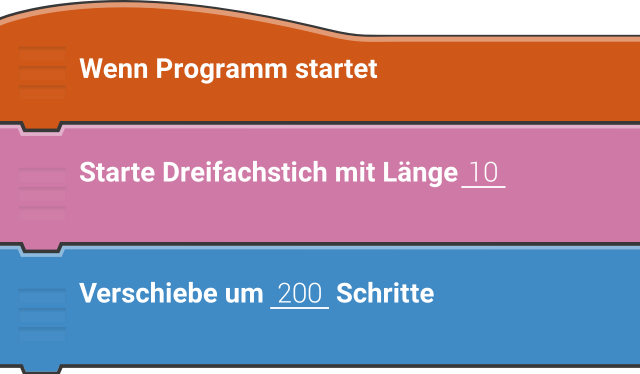 Wenn Programm startet
Starte Dreifachstich mit Länge 10
Verschiebe um 200 Schritte